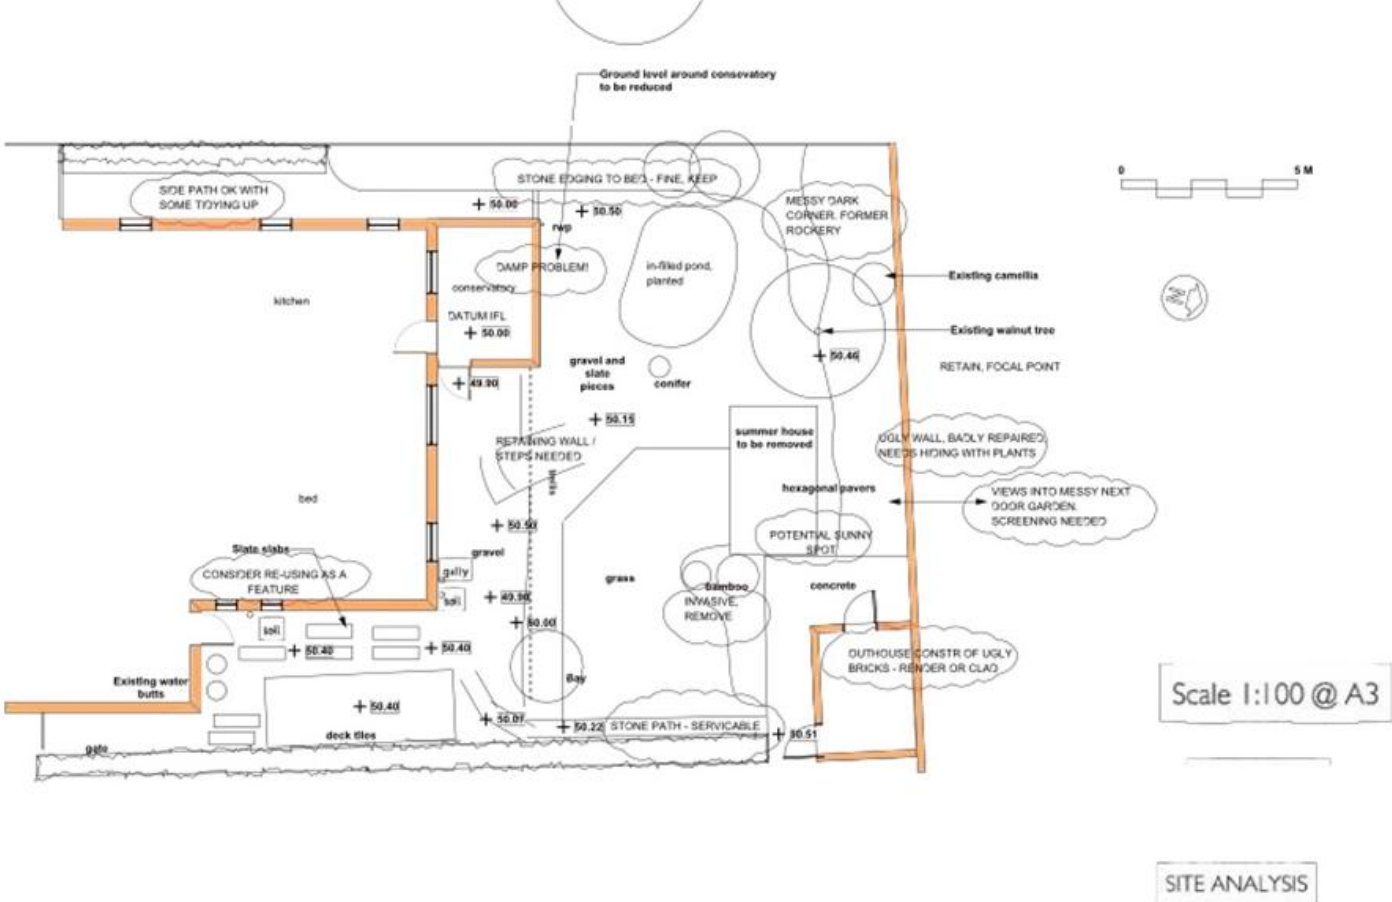 Ground level around consevatory
to be reduced
0
5 M
STONE EDGING TO BED - FINE, KEEP
SIDE PATH OK WITH
SOME TIDYING UP
MESSY DARK
CORNER. FORMER
ROCKERY
50.00
50.50
rwp
DAMP PROBLEM!
in-filled pond,
planted
Existing camellia
conservatory
kitchen
DATUM IFL
50.00
Existing walnut tree
50.46
RETAIN, FOCAL POINT
gravel and
slate
pieces
conifer
49.90
50.15
summer house
to be removed
RETAINING WALL /
STEPS NEEDED
UGLY WALL, BADLY REPAIRED,
NEEDS HIDING WITH PLANTS
bed
hexagonal pavers
VIEWS INTO MESSY NEXT
DOOR GARDEN.
SCREENING NEEDED
50.50
POTENTIAL SUNNY
SPOT
Slate slabs
gravel
CONSIDER RE-USING AS A
FEATURE
gully
grass
bamboo
concrete
INVASIVE,
REMOVE
soil
49.90
50.00
soil
50.40
50.40
OUTHOUSE CONSTR OF UGLY
BRICKS - RENDER OR CLAD
Existing water
butts
Bay
Scale 1:100 @ A3
50.40
50.07
50.22
STONE PATH - SERVICABLE
50.51
deck tiles
gate
SITE ANALYSIS